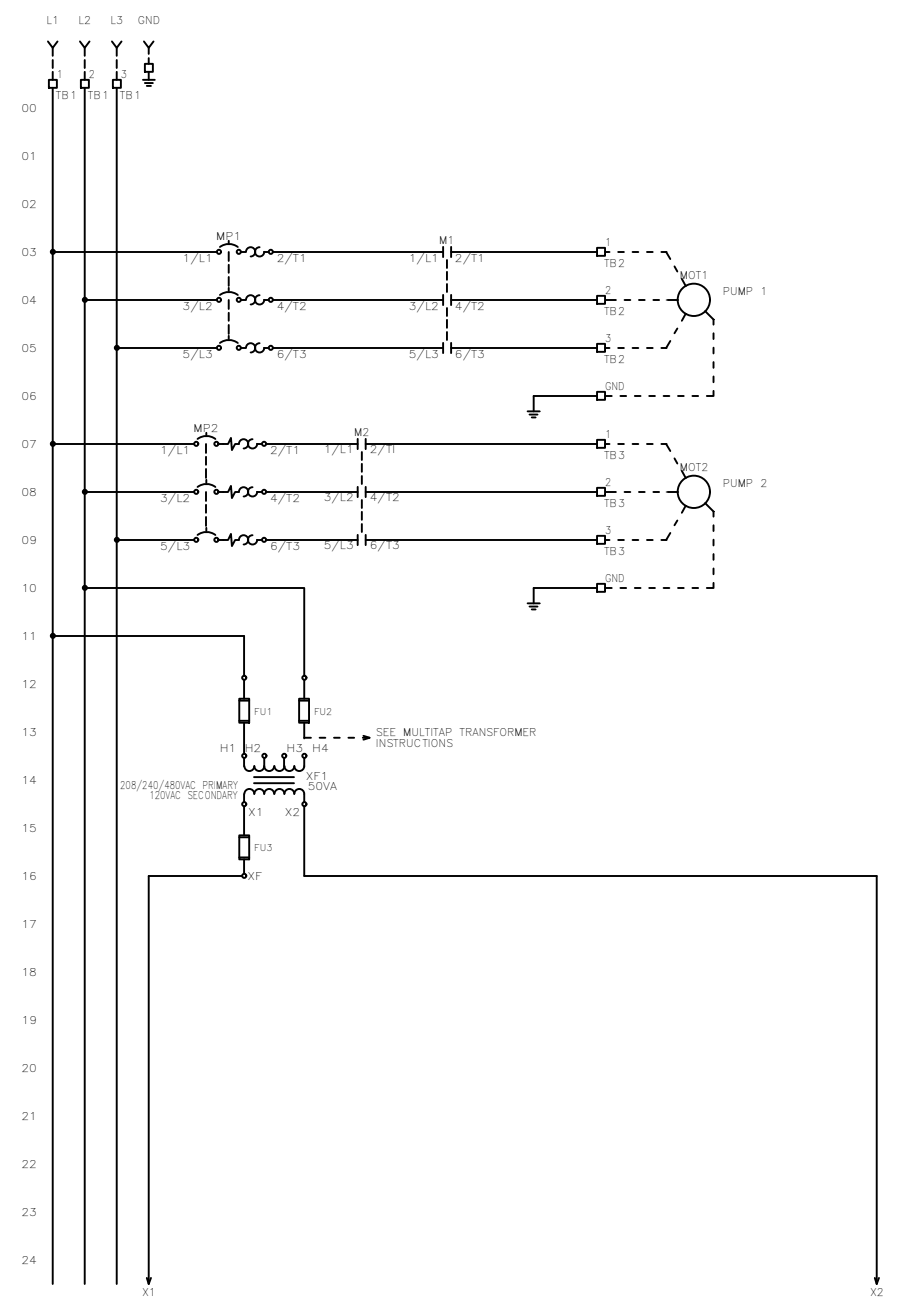 L1 L2 L3 GND
1 2 3
TB1 TB1 TB1
00
01
02
MP1 M1 1
03
1/L1 2/T1 1/L1 2/T1 TB2
MOT1
2 PUMP 1
04
3/L2 4/T2 3/L2 4/T2 TB2
3
05
5/L3 6/T3 5/L3 6/T3 TB2
GND
06
MP2 M2 1
07
1/L1 2/T1 1/L1 2/TI TB3
MOT2
2 PUMP 2
08
3/L2 4/T2 3/L2 4/T2 TB3
3
09
5/L3 6/T3 5/L3 6/T3 TB3
GND
10
11
12
FU1 FU2
13 SEE MULTITAP TRANSFORMER
INSTRUCTIONS
H1 H2 H3 H4
14 XF1
208/240/480VAC PRIMARY 50VA
120VAC SECONDARY
X1 X2
15
FU3
16 XF
17
18
19
20
21
22
23
24
X1 X2